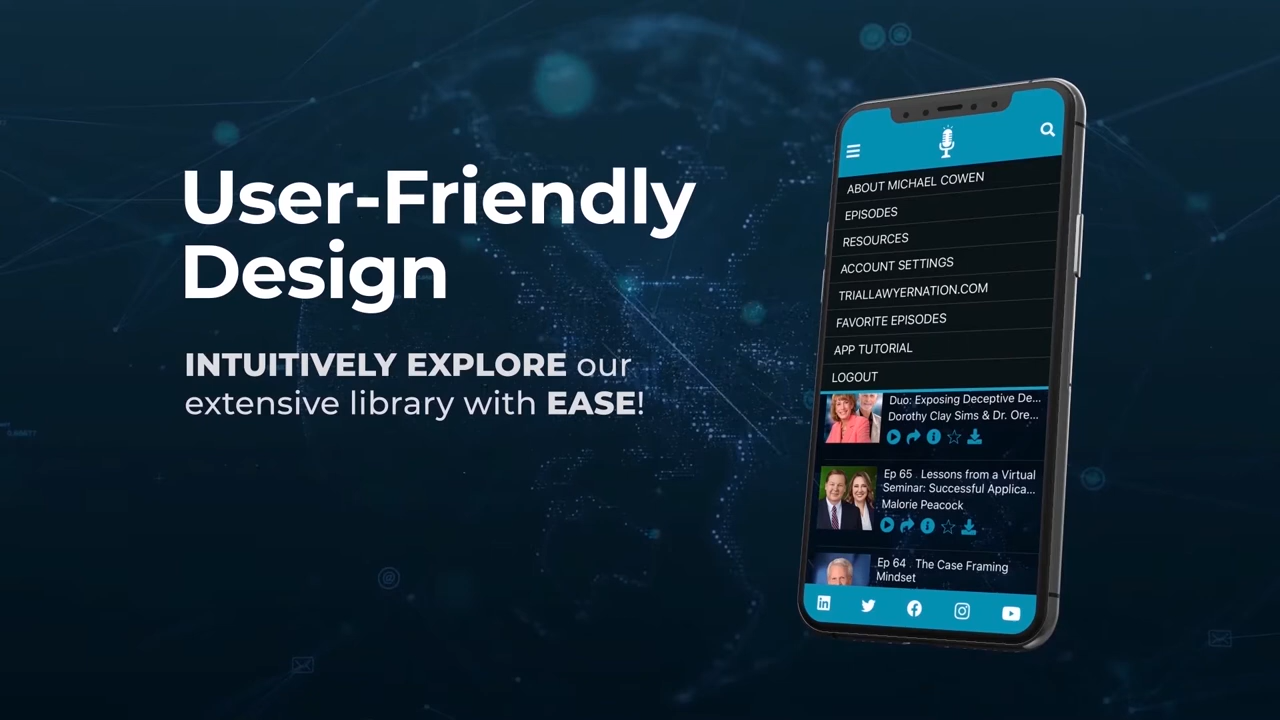 User-Friendly
Design
INTUITIVELY EXPLORE our
extensive library with EASE!
ABOUT MICHAEL COWEN
EPISODES
RESOURCES
ACCOUNT SETTINGS
TRIALLAWYERNATION.COM
FAVORITE EPISODES
APP TUTORIAL
LOGOUT
Duo: Exposing Deceptive De...
Dorothy Clay Sims & Dr. Ore...
Ep 65 . Lessons from a Virtual
Seminar: Successful Applica...
Malorie Peacock
Ep 64 . The Case Framing
Mindset